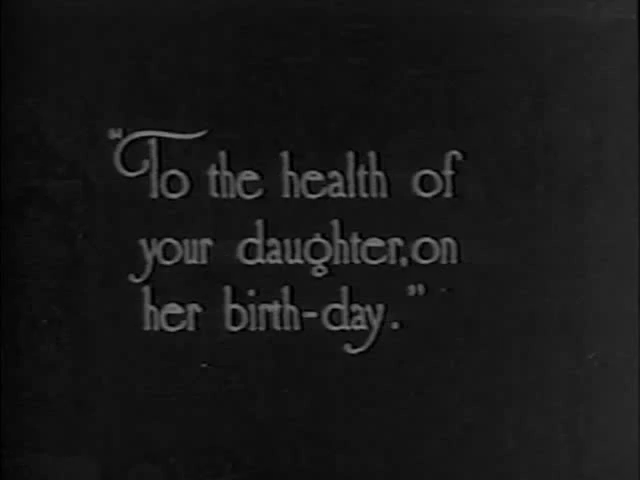 “To the health of
your daughter, on
her birth-day.”